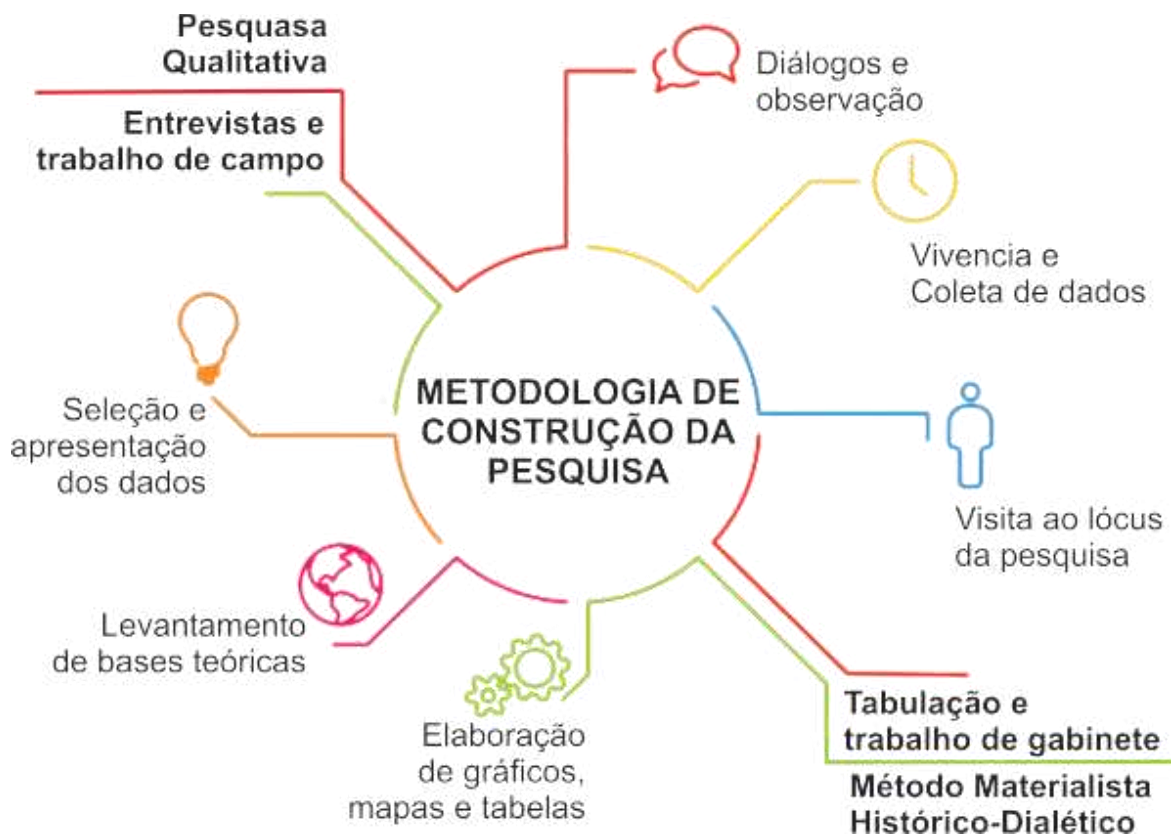 Pesquasa
Qualitativa
Entrevistas e
trabalho de campo
Diálogos e
observação
Vivencia e
Coleta de dados
METODOLOGIA DE
CONSTRUÇÃO DA
PESQUISA
Seleção e
apresentação
dos dados
Visita ao lócus
da pesquisa
Levantamento
de bases teóricas
Elaboração
de gráficos,
mapas e tabelas
Tabulação e
trabalho de gabinete
Método Materialista
Histórico-Dialético